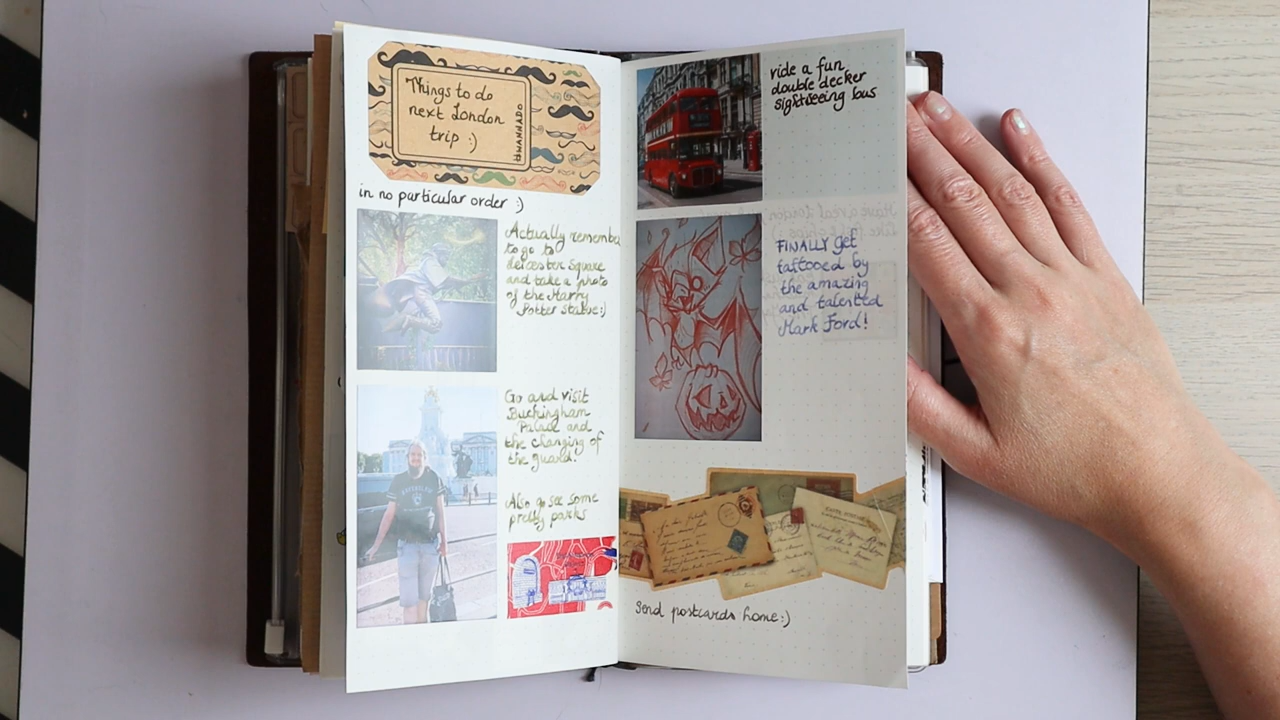 Things to do
next London
trip :)
#WANNADO
in no particular order :)
Actually remember
to go to
Leicester Square
and take a photo
of the Harry
Potter statue:)
Go and visit
Buckingham
Palace and
the changing of
the guard.
Also go see some
pretty parks
ride a fun
double decker
sightseeing bus
FINALLY get
tattooed by
the amazing
and talented
Mark Ford!
Send postcards home:)